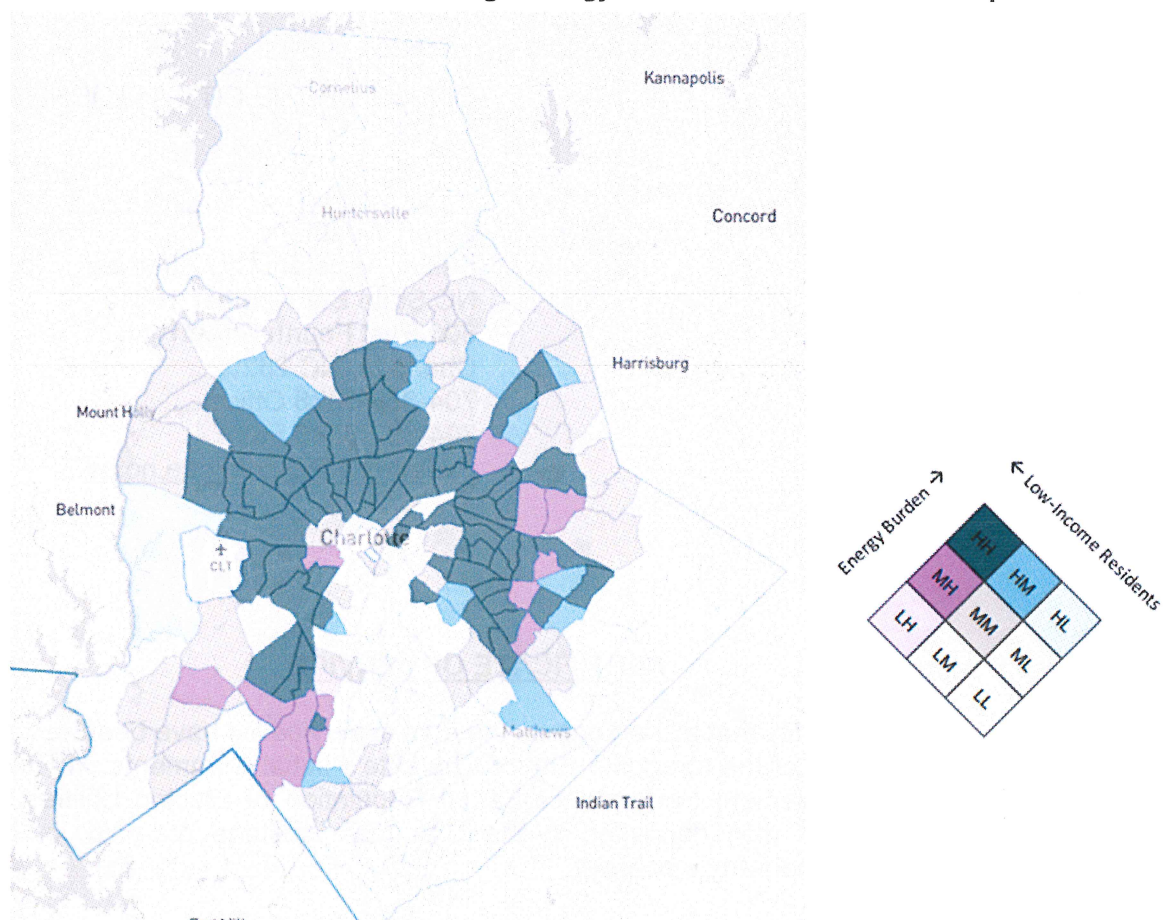 Cornelius
Kannapolis
Huntersville
Concord
Harrisburg
Mount Holly
Belmont
Charlotte
CLT
Matthews
Indian Trail
Energy Burden →
← Low-Income Residents
HH
MH
HM
LH
MM
HL
LM
ML
LL